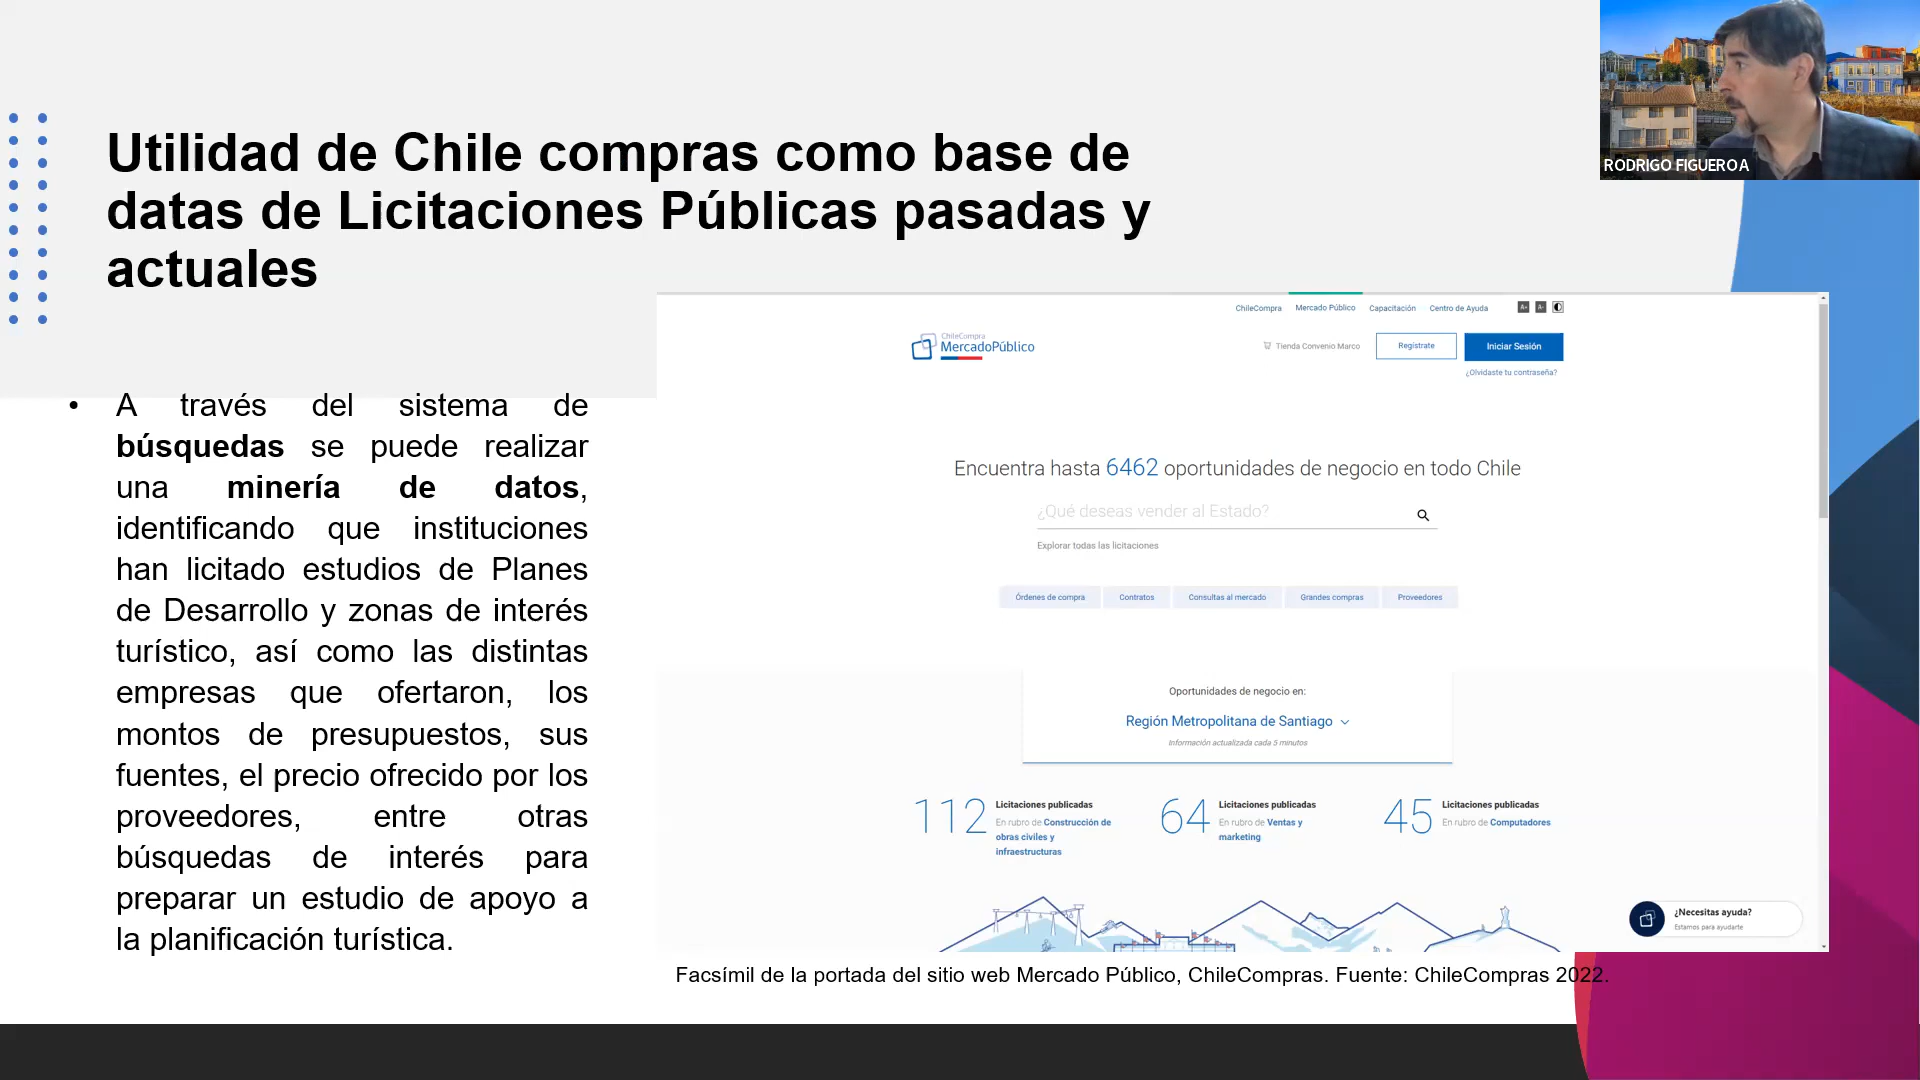 RODRIGO FIGUEROA
Utilidad de Chile compras como base de
datas de Licitaciones Públicas pasadas y
actuales
• A través del sistema de
búsquedas se puede realizar
una minería de datos,
identificando que instituciones
han licitado estudios de Planes
de Desarrollo y zonas de interés
turístico, así como las distintas
empresas que ofertaron, los
montos de presupuestos, sus
fuentes, el precio ofrecido por los
proveedores, entre otras
búsquedas de interés para
preparar un estudio de apoyo a
la planificación turística.
ChileCompra Mercado Público Capacitación Centro de Ayuda A+ A-
ChileCompra
MercadoPúblico
Tienda Convenio Marco Regístrate Iniciar Sesión
¿Olvidaste tu contraseña?
Encuentra hasta 6462 oportunidades de negocio en todo Chile
¿Qué deseas vender al Estado?
Explorar todas las licitaciones
Órdenes de compra Contratos Consultas al mercado Grandes compras Proveedores
Oportunidades de negocio en:
Región Metropolitana de Santiago
Información actualizada cada 5 minutos
112 Licitaciones publicadas
En rubro de Construcción de
obras civiles y
infraestructuras
64 Licitaciones publicadas
En rubro de Ventas y
marketing
45 Licitaciones publicadas
En rubro de Computadores
¿Necesitas ayuda?
Estamos para ayudarte
Facsímil de la portada del sitio web Mercado Público, ChileCompras. Fuente: ChileCompras 2022.